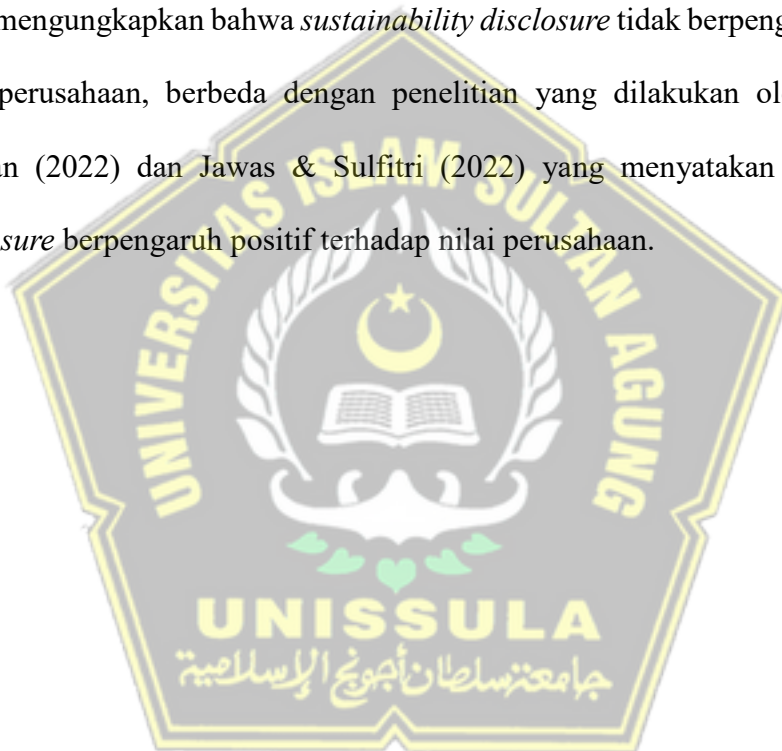 mengungkapkan bahwa sustainability disclosure tidak berpeng
perusahaan, berbeda dengan penelitian yang dilakukan ol
an (2022) dan Jawas & Sulfitri (2022) yang menyatakan
sure berpengaruh positif terhadap nilai perusahaan.
UNIVERSITAS ISLAM SULTAN AGUNG
UNISSULA
جامعة سلطان أجونج الإسلامية